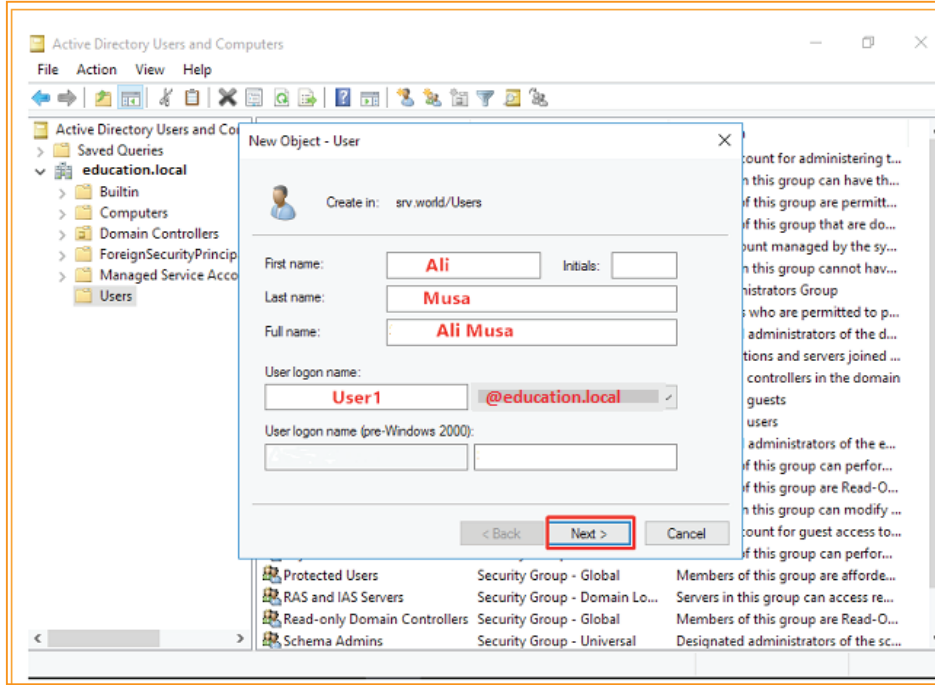 Active Directory Users and Computers
File Action View Help
Active Directory Users and Co
Saved Queries
education.local
Builtin
Computers
Domain Controllers
ForeignSecurityPrincip
Managed Service Acco
Users
New Object - User
Create in: srv.world/Users
First name: Ali Initials:
Last name: Musa
Full name: Ali Musa
User logon name:
User1 @education.local
User logon name (pre-Windows 2000):
< Back Next > Cancel
count for administering t...
n this group can have th...
of this group are permitt...
of this group that are do...
ount managed by the sy...
n this group cannot hav...
nistrators Group
s who are permitted to p...
administrators of the d...
tions and servers joined ...
controllers in the domain
guests
users
administrators of the e...
of this group can perfor...
of this group are Read-O...
n this group can modify ...
count for guest access to...
of this group can perfor...
Protected Users Security Group - Global Members of this group are afforde...
RAS and IAS Servers Security Group - Domain Lo... Servers in this group can access re...
Read-only Domain Controllers Security Group - Global Members of this group are Read-O...
Schema Admins Security Group - Universal Designated administrators of the sc...